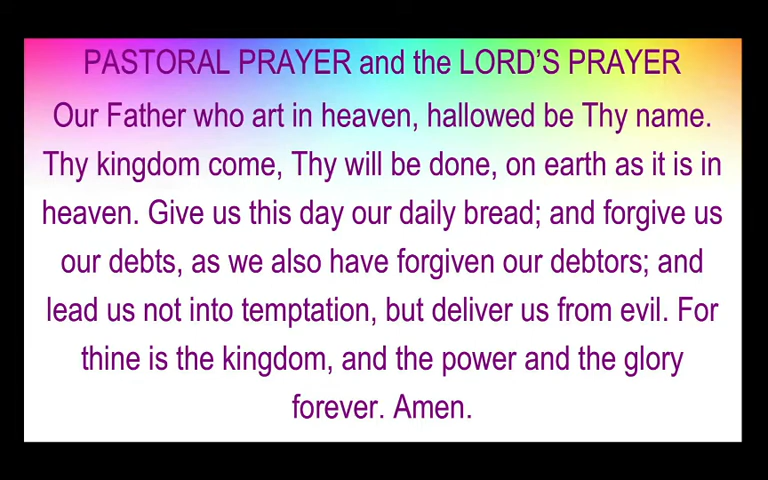 PASTORAL PRAYER and the LORD’S PRAYER
Our Father who art in heaven, hallowed be Thy name.
Thy kingdom come, Thy will be done, on earth as it is in
heaven. Give us this day our daily bread; and forgive us
our debts, as we also have forgiven our debtors; and
lead us not into temptation, but deliver us from evil. For
thine is the kingdom, and the power and the glory
forever. Amen.